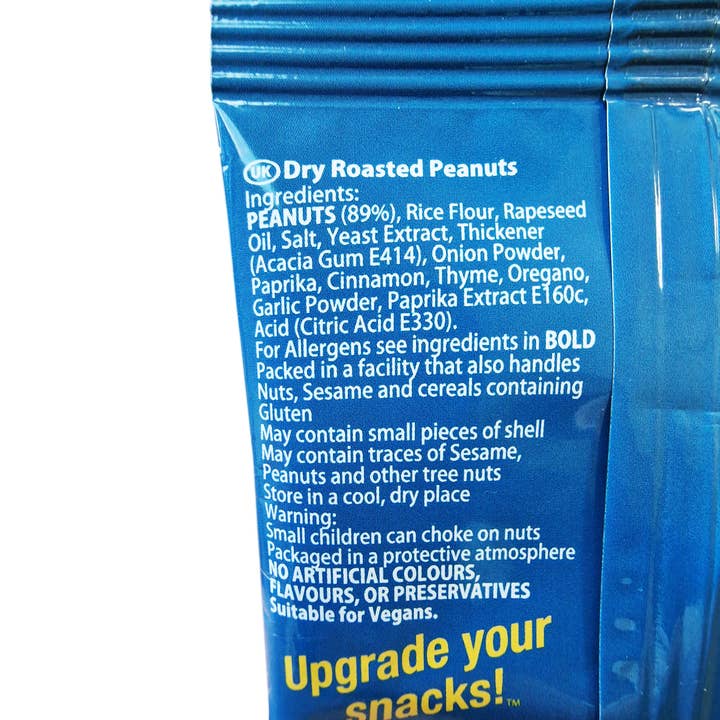 UK Dry Roasted Peanuts
Ingredients:
PEANUTS (89%), Rice Flour, Rapeseed
Oil, Salt, Yeast Extract, Thickener
(Acacia Gum E414), Onion Powder,
Paprika, Cinnamon, Thyme, Oregano,
Garlic Powder, Paprika Extract E160c,
Acid (Citric Acid E330).
For Allergens see ingredients in BOLD
Packed in a facility that also handles
Nuts, Sesame and cereals containing
Gluten
May contain small pieces of shell
May contain traces of Sesame,
Peanuts and other tree nuts
Store in a cool, dry place
Warning:
Small children can choke on nuts
Packaged in a protective atmosphere
NO ARTIFICIAL COLOURS,
FLAVOURS, OR PRESERVATIVES
Suitable for Vegans.
Upgrade your
snacks!™